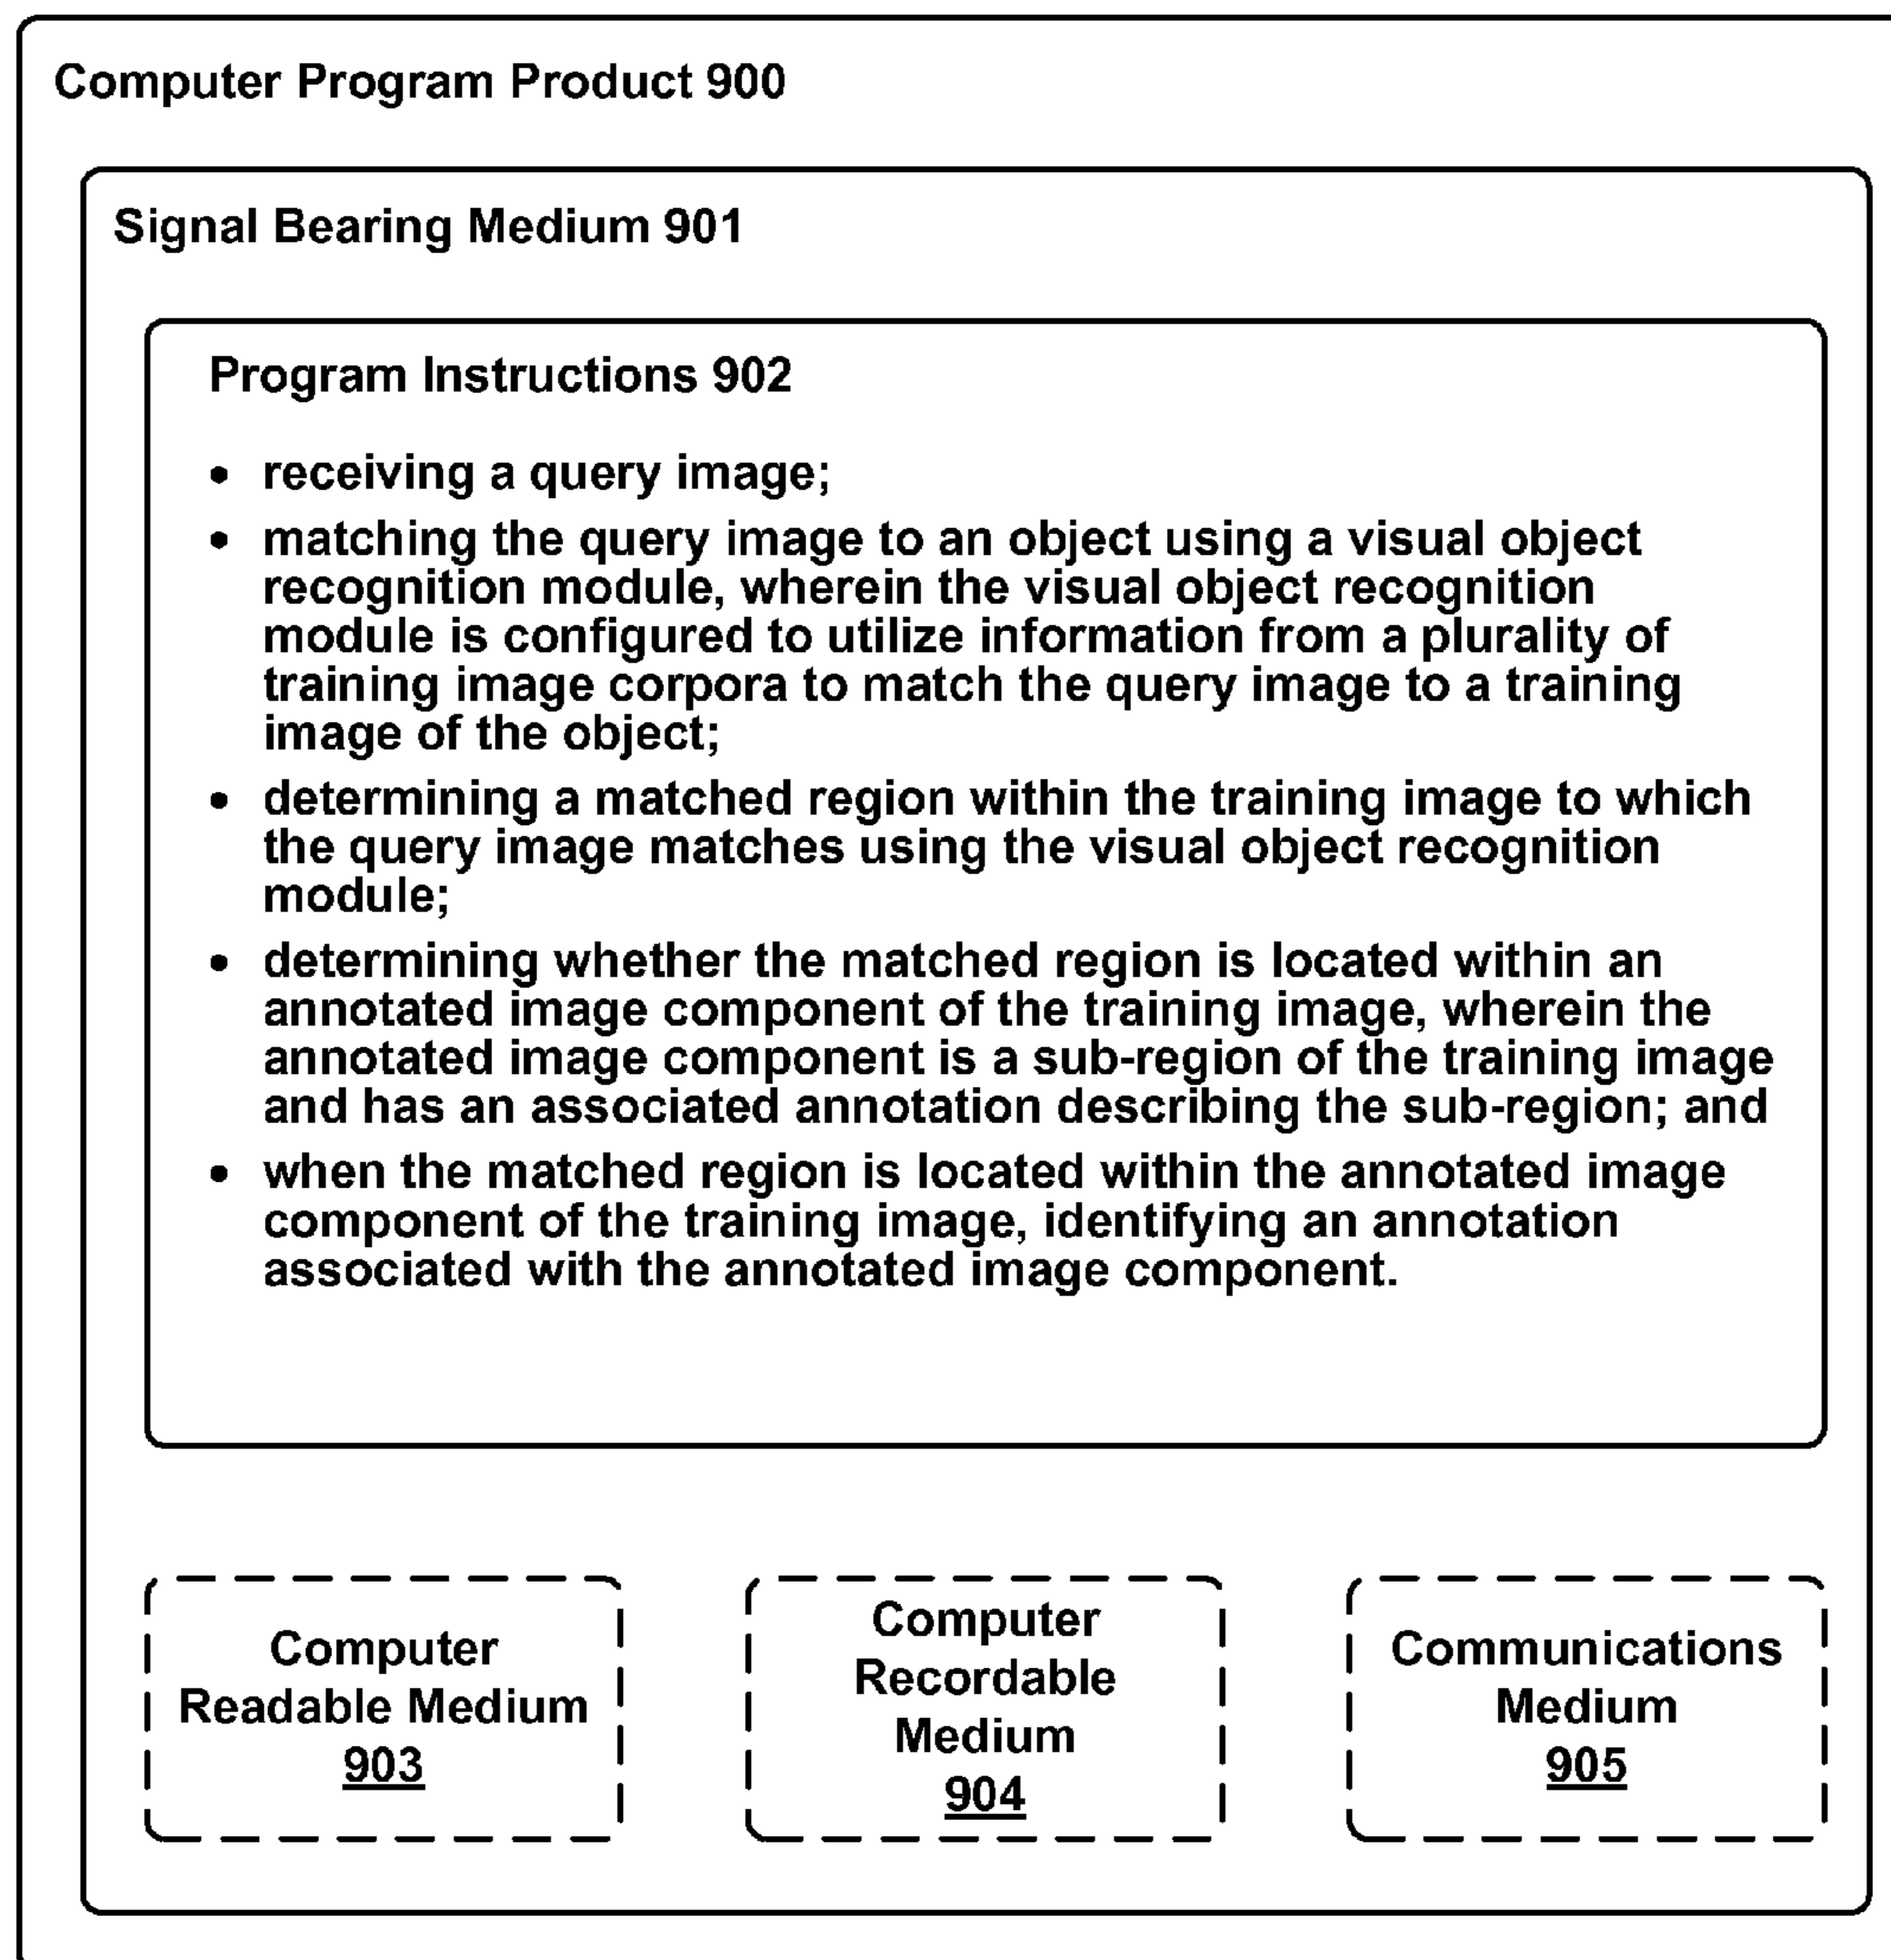 Computer Program Product 900
Signal Bearing Medium 901
Program Instructions 902
• receiving a query image;
• matching the query image to an object using a visual object
recognition module, wherein the visual object recognition
module is configured to utilize information from a plurality of
training image corpora to match the query image to a training
image of the object;
• determining a matched region within the training image to which
the query image matches using the visual object recognition
module;
• determining whether the matched region is located within an
annotated image component of the training image, wherein the
annotated image component is a sub-region of the training image
and has an associated annotation describing the sub-region; and
• when the matched region is located within the annotated image
component of the training image, identifying an annotation
associated with the annotated image component.
Computer
Readable Medium
903
Computer
Recordable
Medium
904
Communications
Medium
905